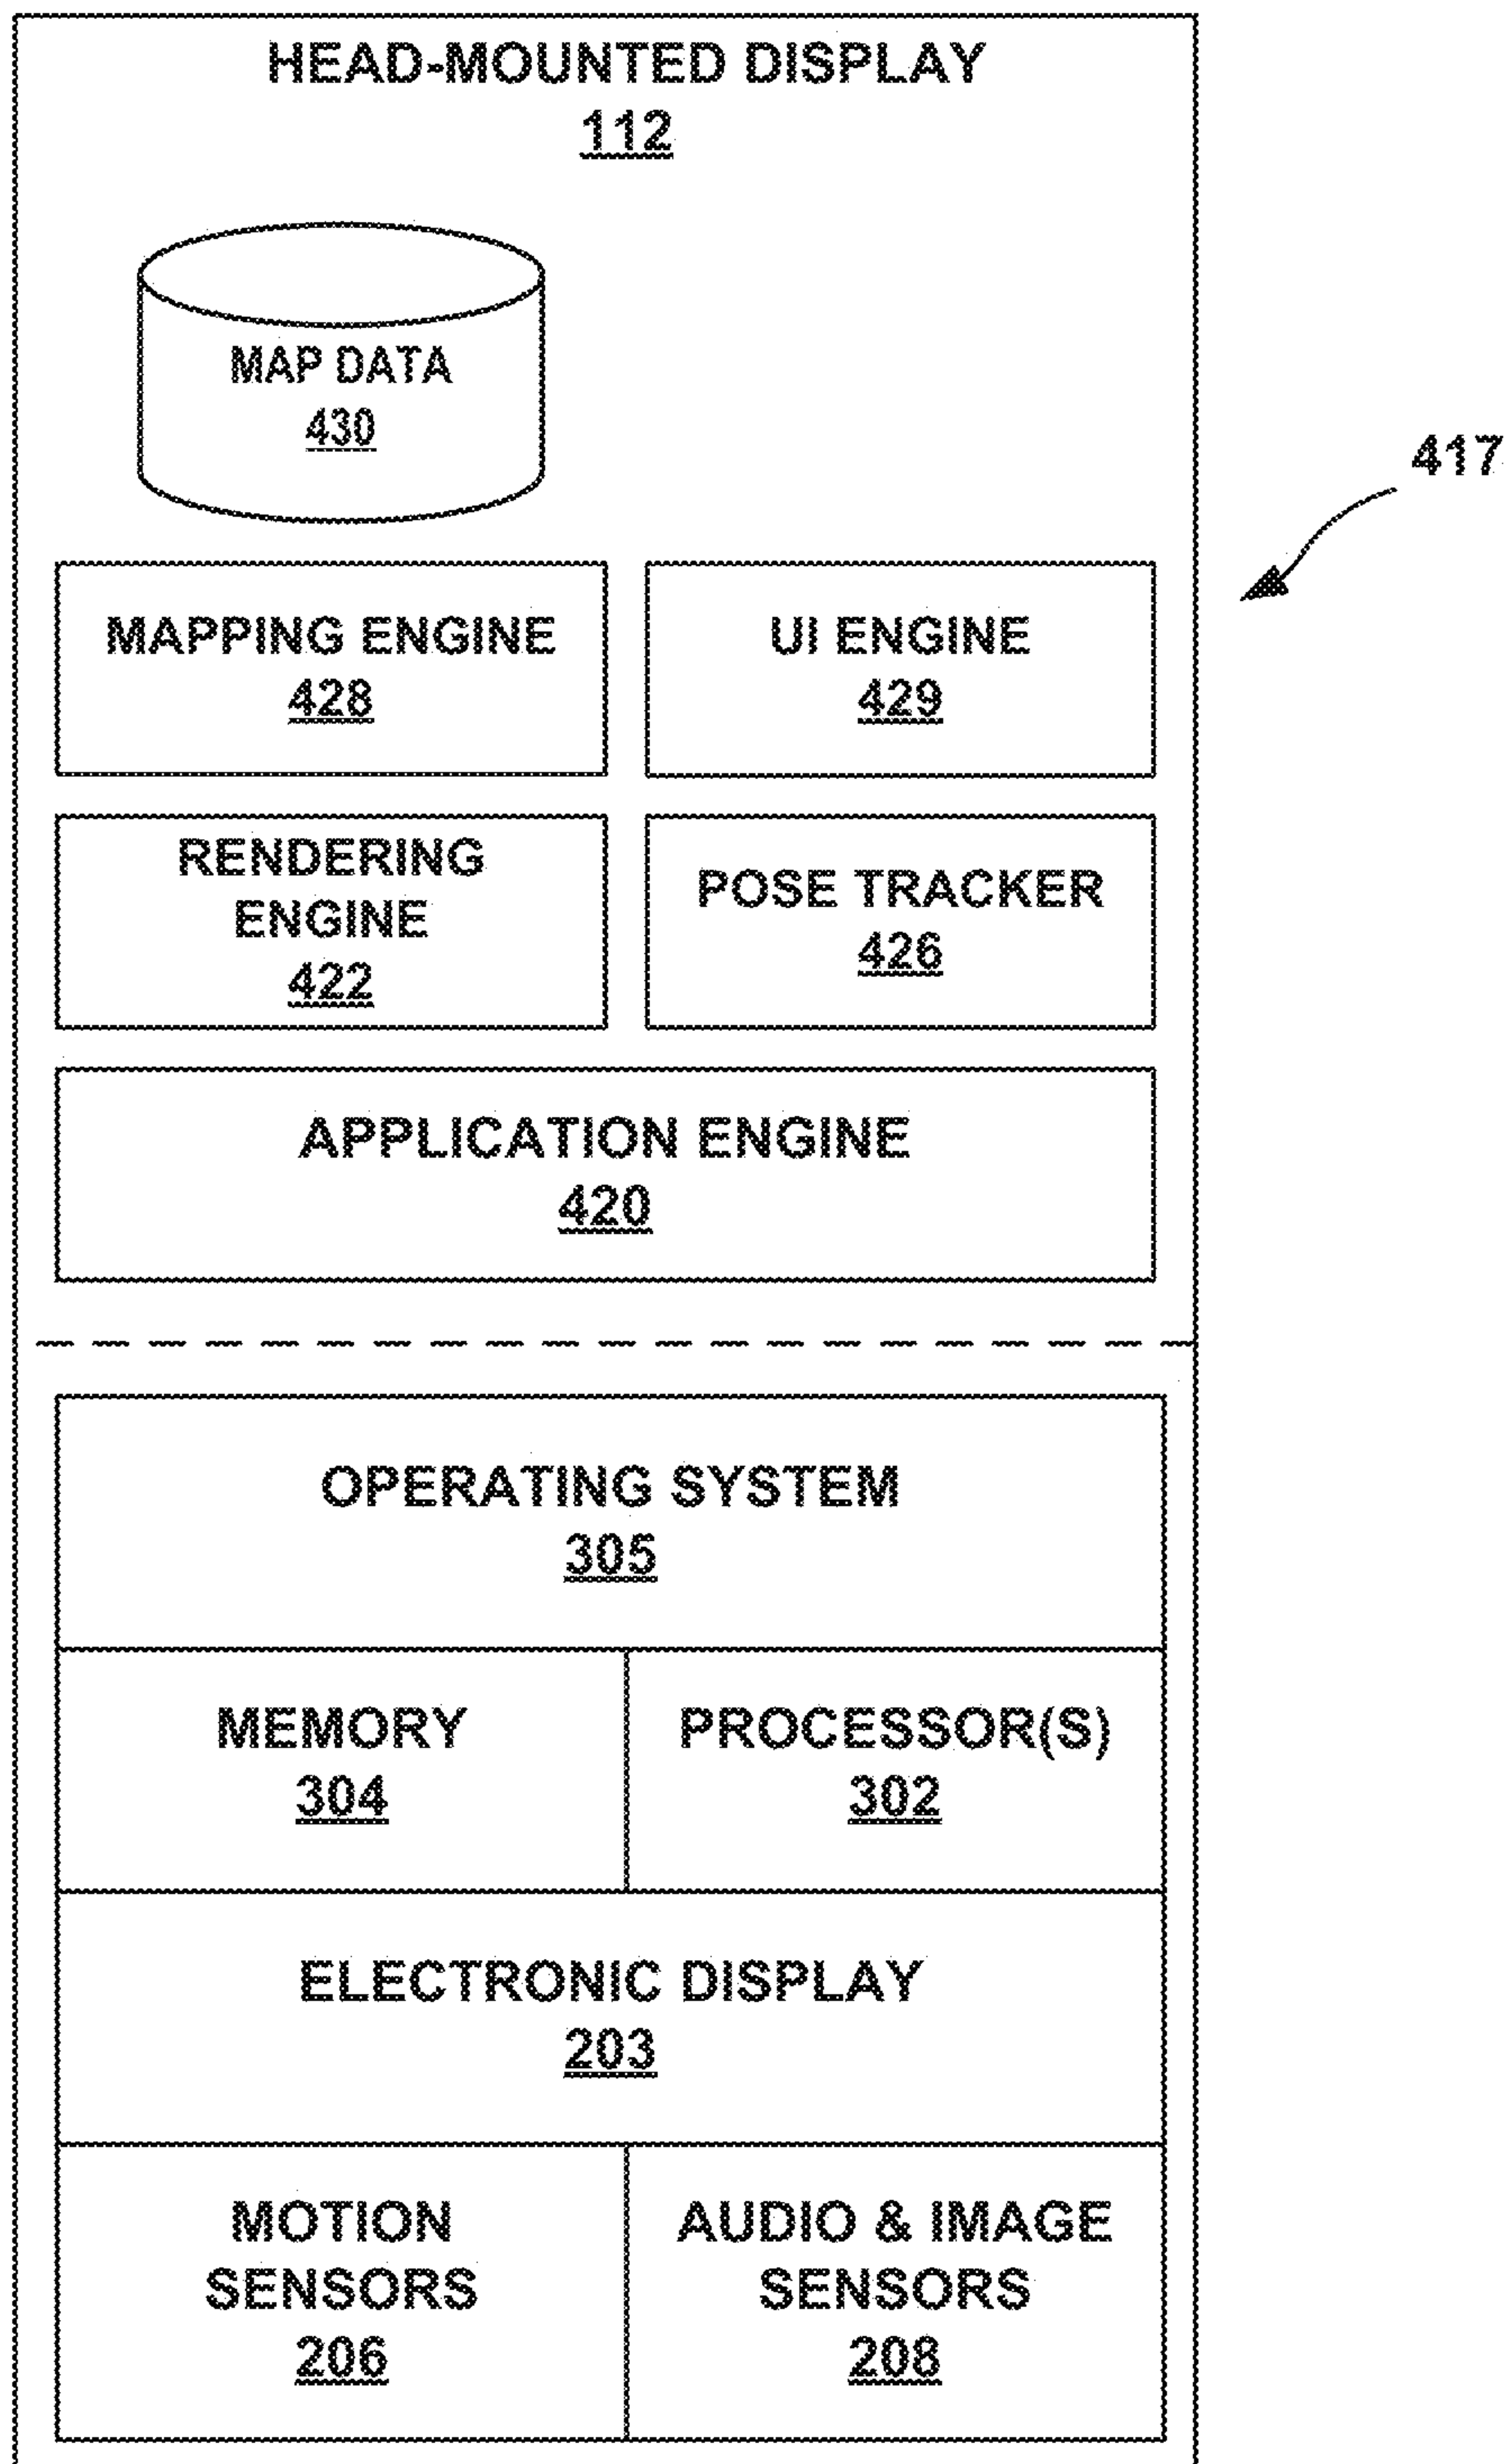 HEAD-MOUNTED DISPLAY
112
MAP DATA
430
417
MAPPING ENGINE
428
UI ENGINE
429
RENDERING
ENGINE
422
POSE TRACKER
426
APPLICATION ENGINE
420
OPERATING SYSTEM
305
MEMORY
304
PROCESSOR(S)
302
ELECTRONIC DISPLAY
203
MOTION
SENSORS
206
AUDIO & IMAGE
SENSORS
208